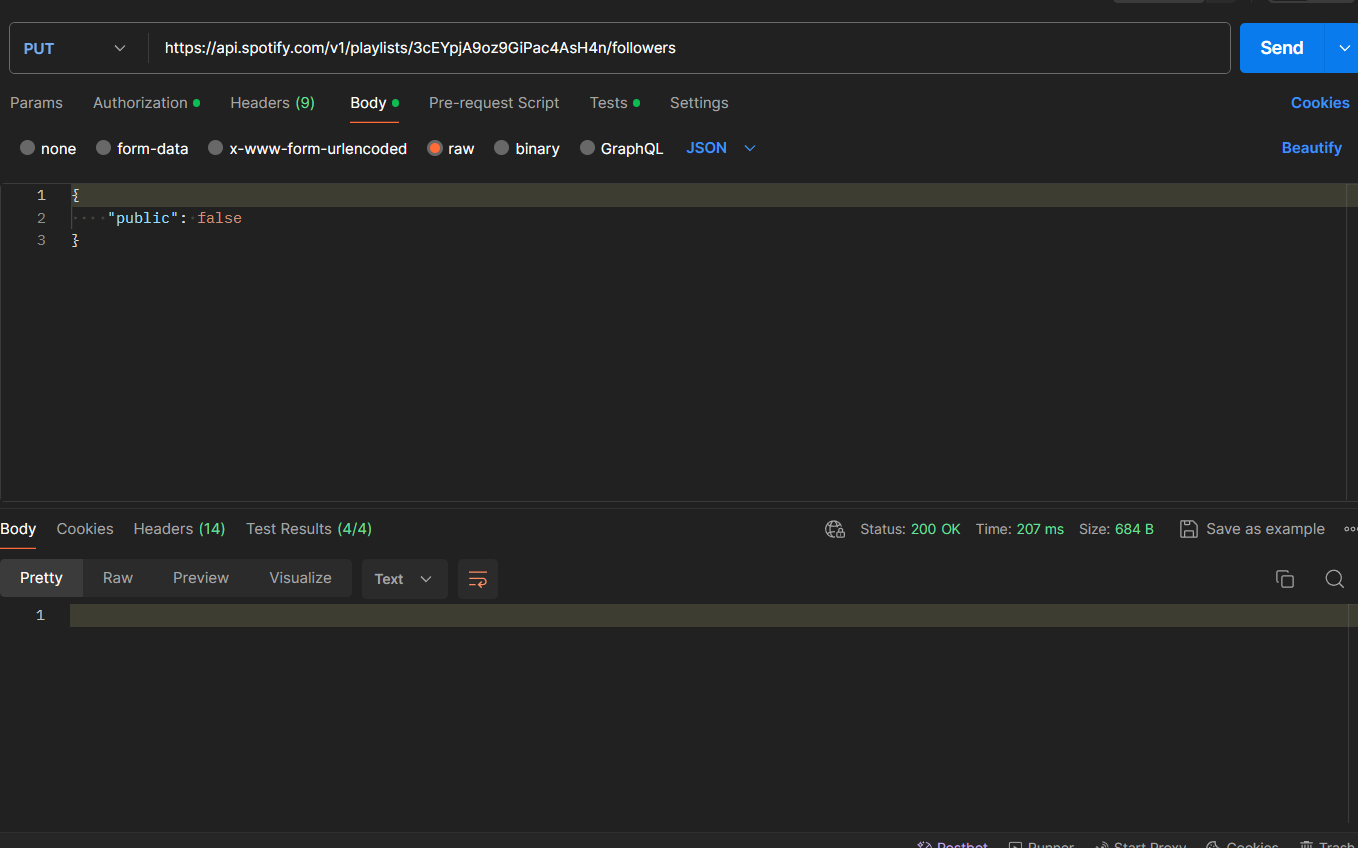 PUT https://api.spotify.com/v1/playlists/3cEYpjA9oz9GiPac4AsH4n/followers Send
Params Authorization Headers (9) Body Pre-request Script Tests Settings Cookies
none form-data x-www-form-urlencoded raw binary GraphQL JSON Beautify
1 {
2 "public": false
3 }
Body Cookies Headers (14) Test Results (4/4) Status: 200 OK Time: 207 ms Size: 684 B Save as example
Pretty Raw Preview Visualize Text
1
Postbot Runner Start Proxy Cookies Trash